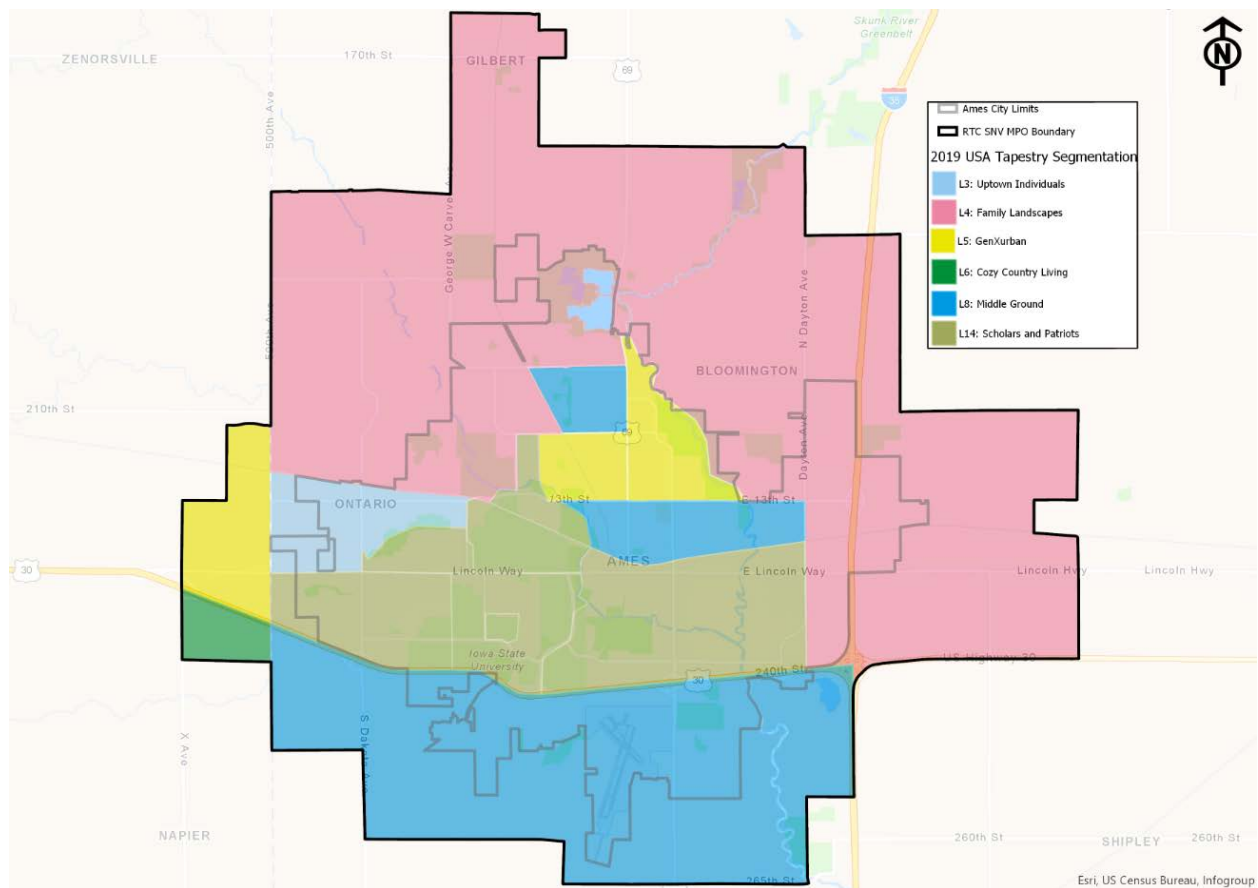 Skunk River
Greenbelt
ZENORSVILLE
170th St
GILBERT
69
N
35
500th Ave
Ames City Limits
RTC SNV MPO Boundary
2019 USA Tapestry Segmentation
L3: Uptown Individuals
L4: Family Landscapes
L5: GenXurban
L6: Cozy Country Living
L8: Middle Ground
L14: Scholars and Patriots
George W Carver Ave
N Dayton Ave
500th Ave
BLOOMINGTON
210th St
69
Dayton Ave
ONTARIO
13th St
E 13th St
AMES
30
Lincoln Way
E Lincoln Way
Lincoln Hwy
Lincoln Hwy
Iowa State
University
240th St
US Highway 30
30
S Dakota Ave
X Ave
NAPIER
260th St
SHIPLEY
260th St
265th St
Esri, US Census Bureau, Infogroup